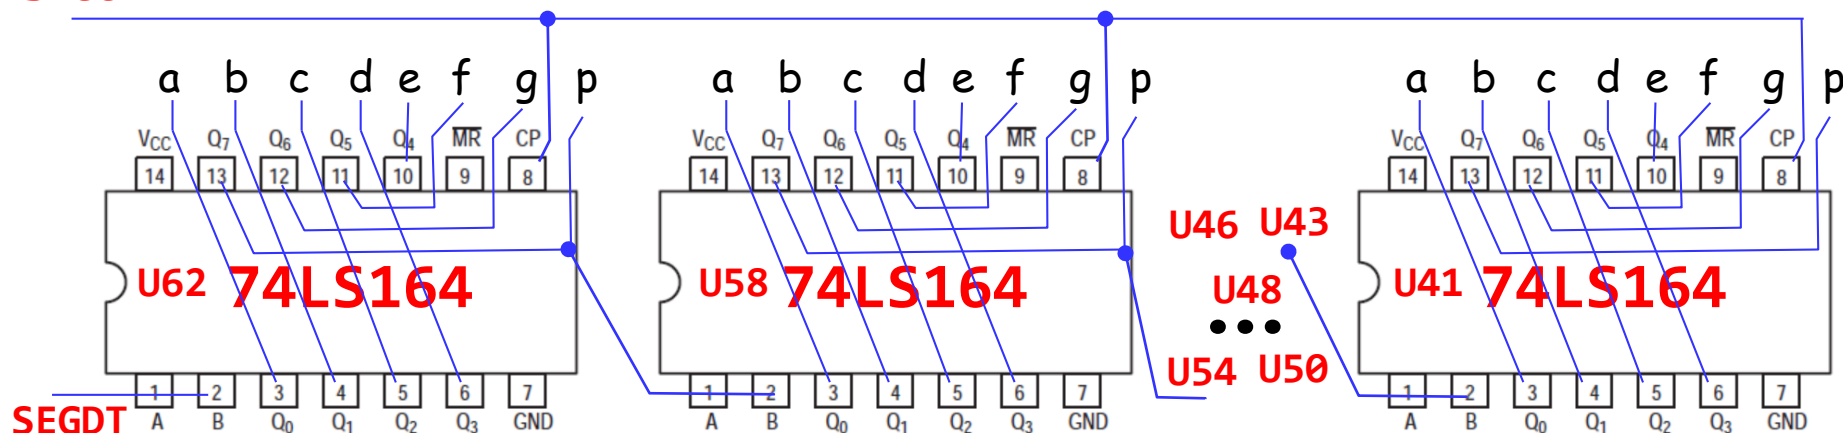 a b c d e f g p a b c d e f g p a b c d e f g p
VCC Q7 Q6 Q5 Q4 MR CP VCC Q7 Q6 Q5 Q4 MR CP VCC Q7 Q6 Q5 Q4 MR CP
14 13 12 11 10 9 8 14 13 12 11 10 9 8 14 13 12 11 10 9 8
U46 U43
U62 74LS164 U58 74LS164 U48 U41 74LS164
•••
U54 U50
1 2 3 4 5 6 7 1 2 3 4 5 6 7 1 2 3 4 5 6 7
SEGDT A B Q0 Q1 Q2 Q3 GND A B Q0 Q1 Q2 Q3 GND A B Q0 Q1 Q2 Q3 GND